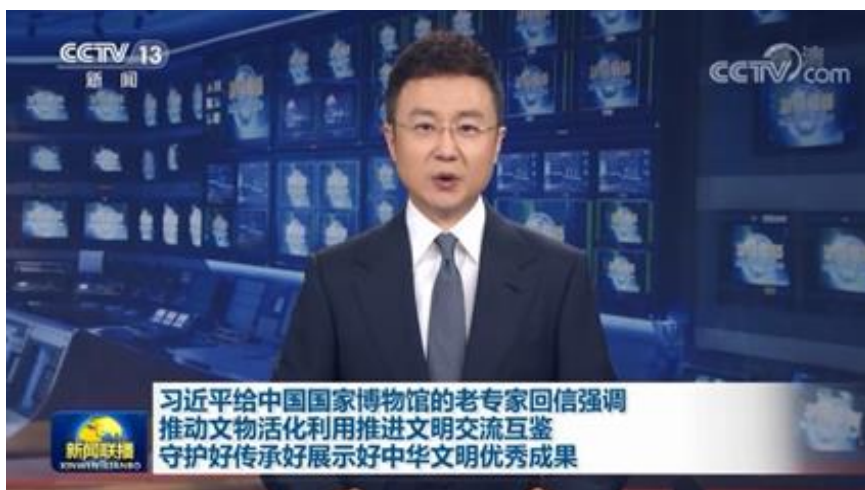 CCTV 13
新闻
CCTV com
习近平给中国国家博物馆的老专家回信强调
推动文物活化利用推进文明交流互鉴
守护好传承好展示好中华文明优秀成果
新闻联播
XINWEN LIANBO